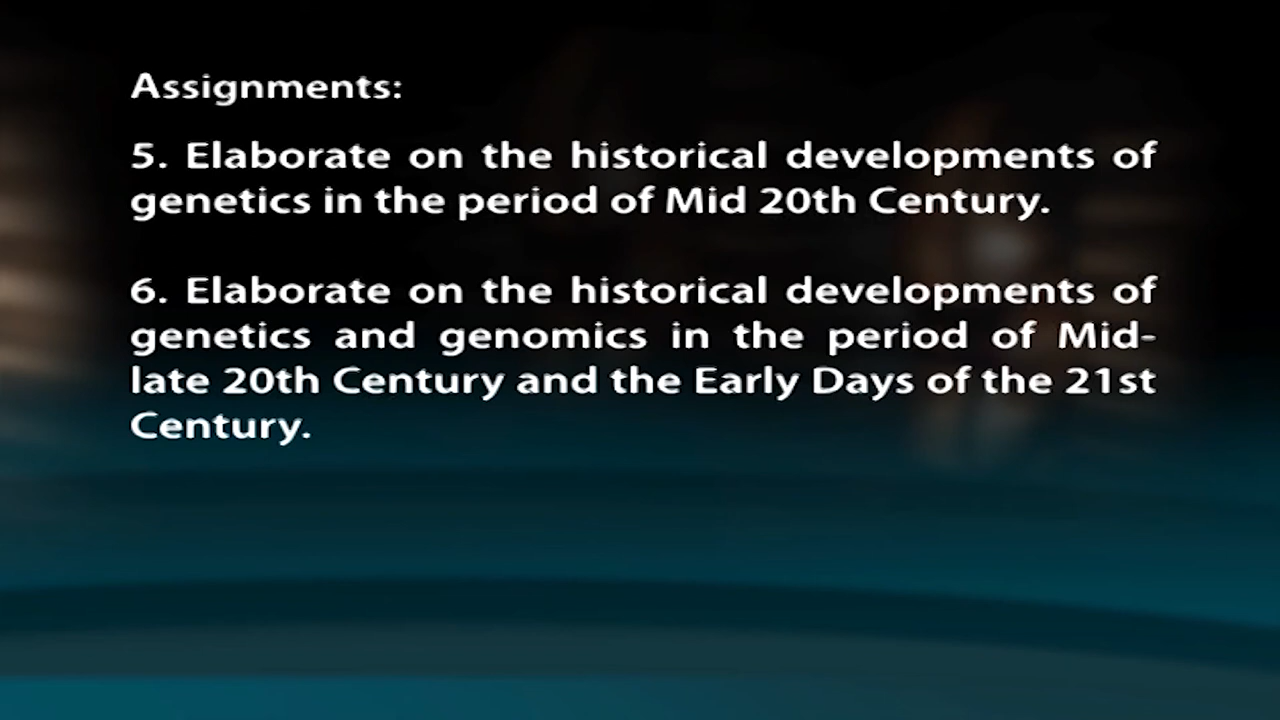 Assignments:
5. Elaborate on the historical developments of
genetics in the period of Mid 20th Century.
6. Elaborate on the historical developments of
genetics and genomics in the period of Mid-
late 20th Century and the Early Days of the 21st
Century.